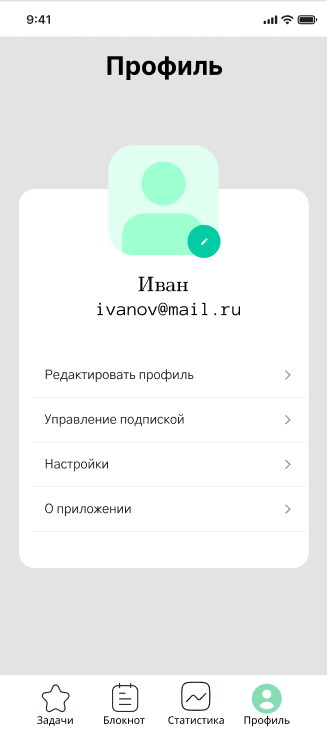 9:41
Профиль
Иван
ivanov@mail.ru
Редактировать профиль
Управление подпиской
Настройки
О приложении
Задачи Блокнот Статистика Профиль